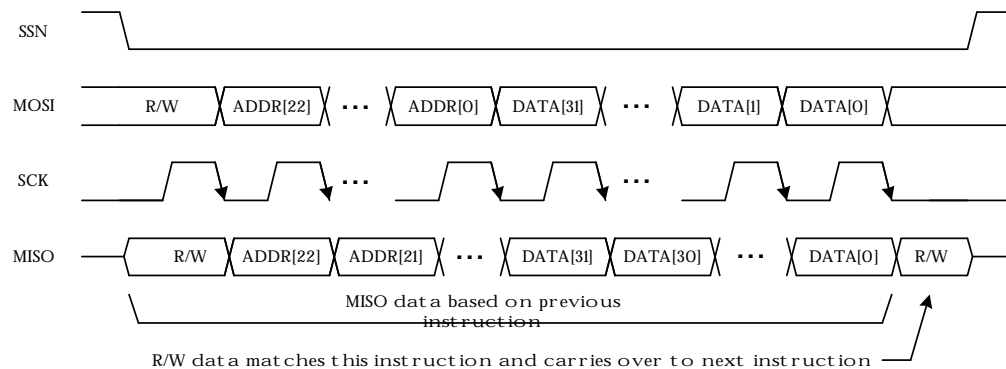 SSN
MOSI R/W ADDR[22] ... ADDR[0] DATA[31] ... DATA[1] DATA[0]
SCK ... ...
MISO R/W ADDR[22] ADDR[21] ... DATA[31] DATA[30] ... DATA[0] R/W
MISO data based on previous
instruction
R/W data matches this instruction and carries over to next instruction